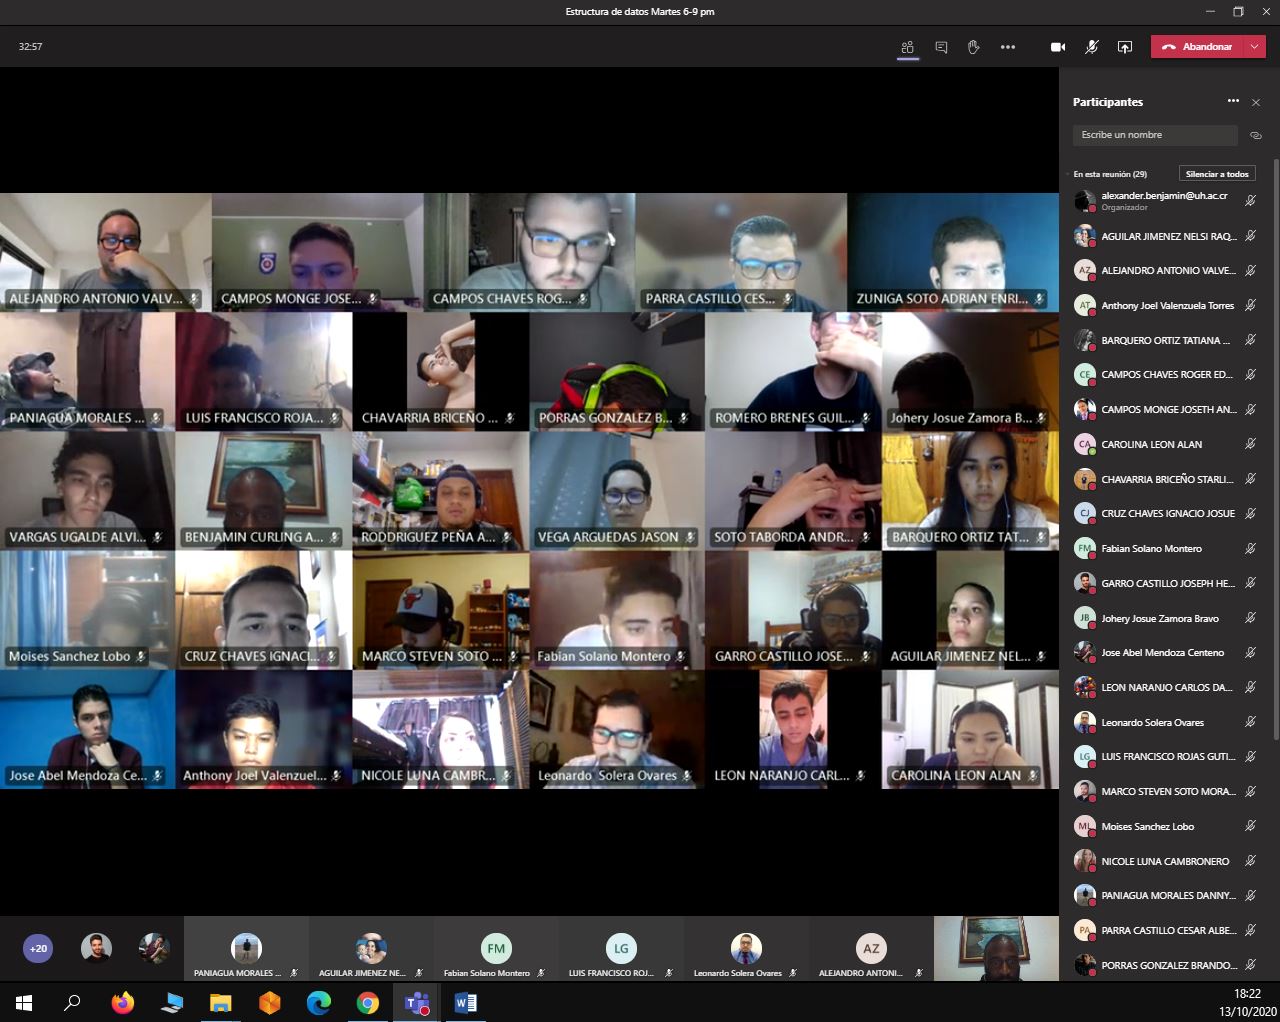 Estructura de datos Martes 6-9 pm
32:57
Abandonar
ALEJANDRO ANTONIO VALV...
CAMPOS MONGE JOSE...
CAMPOS CHAVES ROG...
PARRA CASTILLO CES...
ZUNIGA SOTO ADRIAN ENRI...
PANIAGUA MORALES ...
LUIS FRANCISCO ROJA...
CHAVARRIA BRICEÑO ...
PORRAS GONZALEZ B...
ROMERO BRENES GUIL...
Johery Josue Zamora B...
VARGAS UGALDE ALVI...
BENJAMIN CURLING A...
RODDRIGUEZ PEÑA A...
VEGA ARGUEDAS JASON
SOTO TABORDA ANDR...
BARQUERO ORTIZ TAT...
Moises Sanchez Lobo
CRUZ CHAVES IGNACI...
MARCO STEVEN SOTO ...
Fabian Solano Montero
GARRO CASTILLO JOSE...
AGUILAR JIMENEZ NEL...
Jose Abel Mendoza Ce...
Anthony Joel Valenzuel...
NICOLE LUNA CAMBR...
Leonardo Solera Ovares
LEON NARANJO CARL...
CAROLINA LEON ALAN
+20
PANIAGUA MORALES ...
AGUILAR JIMENEZ NE...
FM
Fabian Solano Montero
LG
LUIS FRANCISCO ROJ...
Leonardo Solera Ovares
AZ
ALEJANDRO ANTONI...
Participantes
Escribe un nombre
En esta reunión (29)
Silenciar a todos
alexander.benjamin@uh.ac.cr
Organizador
AGUILAR JIMENEZ NELSI RAQ...
AZ ALEJANDRO ANTONIO VALVE...
AT Anthony Joel Valenzuela Torres
BARQUERO ORTIZ TATIANA ...
CE CAMPOS CHAVES ROGER ED...
CAMPOS MONGE JOSETH AN...
CA CAROLINA LEON ALAN
CHAVARRIA BRICEÑO STARLI...
CJ CRUZ CHAVES IGNACIO JOSUE
FM Fabian Solano Montero
GARRO CASTILLO JOSEPH HE...
JB Johery Josue Zamora Bravo
Jose Abel Mendoza Centeno
LEON NARANJO CARLOS DA...
Leonardo Solera Ovares
LG LUIS FRANCISCO ROJAS GUTI...
MARCO STEVEN SOTO MORA...
ML Moises Sanchez Lobo
NICOLE LUNA CAMBRONERO
PANIAGUA MORALES DANNY...
PA PARRA CASTILLO CESAR ALBE...
PORRAS GONZALEZ BRANDO...
18:22
13/10/2020